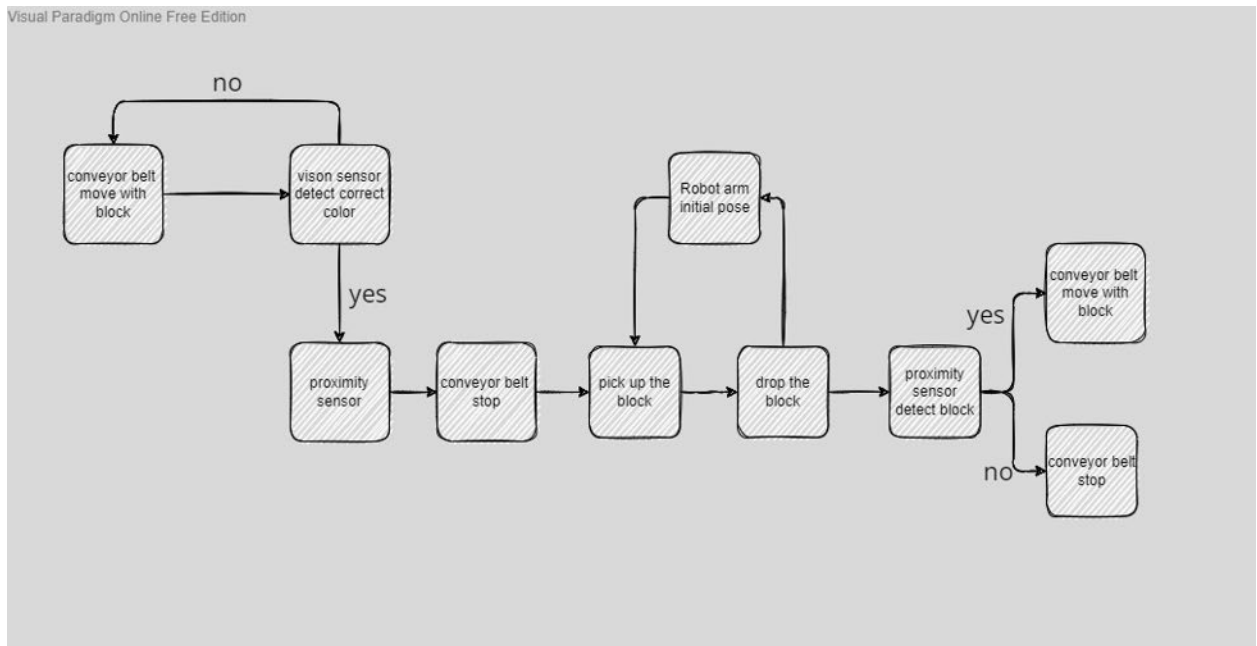 Visual Paradigm Online Free Edition
no
conveyor belt
move with
block
vison sensor
detect correct
color
yes
proximity
sensor
conveyor belt
stop
Robot arm
initial pose
pick up the
block
drop the
block
proximity
sensor
detect block
yes
conveyor belt
move with
block
no
conveyor belt
stop